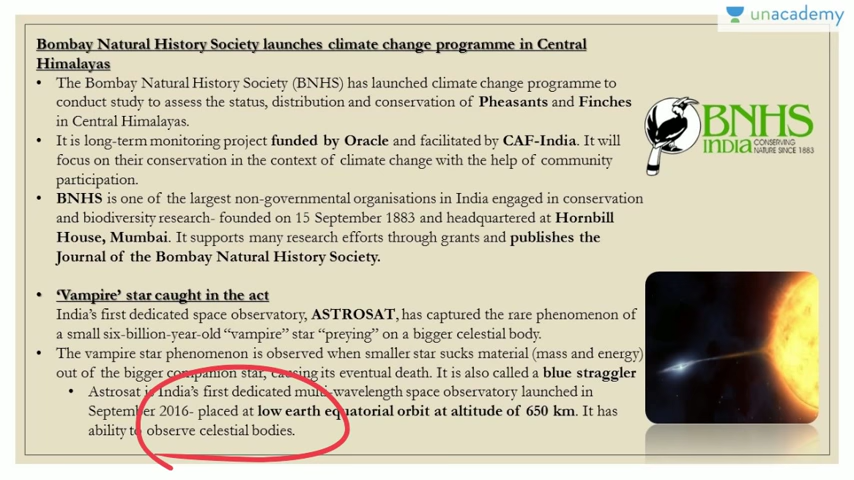 unacademy
Bombay Natural History Society launches climate change programme in Central
Himalayas
• The Bombay Natural History Society (BNHS) has launched climate change programme to
conduct study to assess the status, distribution and conservation of Pheasants and Finches
in Central Himalayas.
• It is long-term monitoring project funded by Oracle and facilitated by CAF-India. It will
focus on their conservation in the context of climate change with the help of community
participation.
• BNHS is one of the largest non-governmental organisations in India engaged in conservation
and biodiversity research- founded on 15 September 1883 and headquartered at Hornbill
House, Mumbai. It supports many research efforts through grants and publishes the
Journal of the Bombay Natural History Society.
BNHS
INDIA CONSERVING
NATURE SINCE 1883
• ‘Vampire’ star caught in the act
India’s first dedicated space observatory, ASTROSAT, has captured the rare phenomenon of
a small six-billion-year-old “vampire” star “preying” on a bigger celestial body.
• The vampire star phenomenon is observed when smaller star sucks material (mass and energy)
out of the bigger companion star, causing its eventual death. It is also called a blue straggler
• Astrosat is India’s first dedicated multi-wavelength space observatory launched in
September 2016- placed at low earth equatorial orbit at altitude of 650 km. It has
ability to observe celestial bodies.